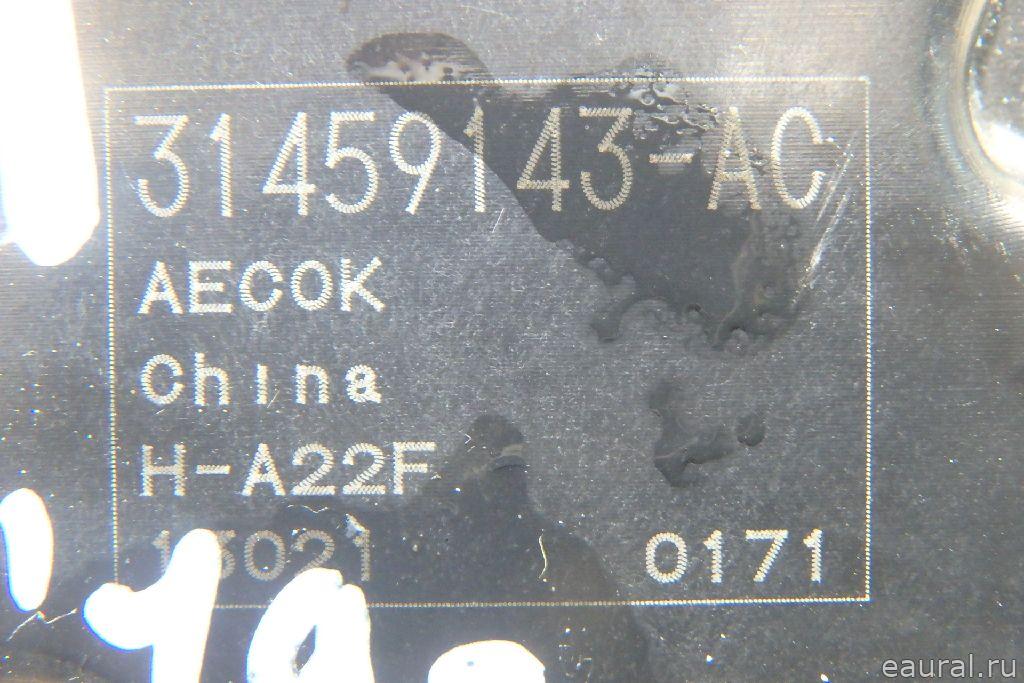 31459143-AC
AECOK
China
H-A22F
0171
eaural.ru